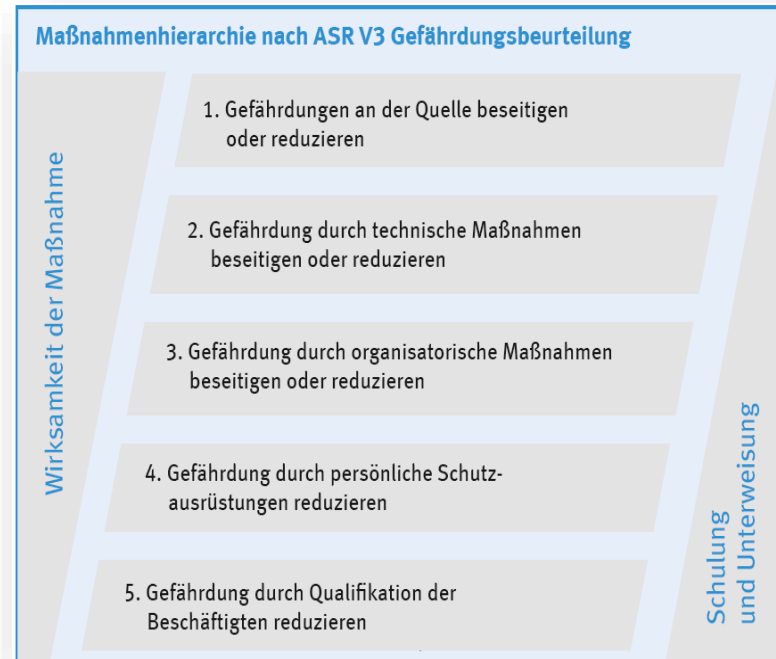 Maßnahmenhierarchie nach ASR V3 Gefährdungsbeurteilung
Wirksamkeit der Maßnahme
1. Gefährdungen an der Quelle beseitigen
oder reduzieren
2. Gefährdung durch technische Maßnahmen
beseitigen oder reduzieren
3. Gefährdung durch organisatorische Maßnahmen
beseitigen oder reduzieren
4. Gefährdung durch persönliche Schutz-
ausrüstungen reduzieren
5. Gefährdung durch Qualifikation der
Beschäftigten reduzieren
Schulung
und Unterweisung